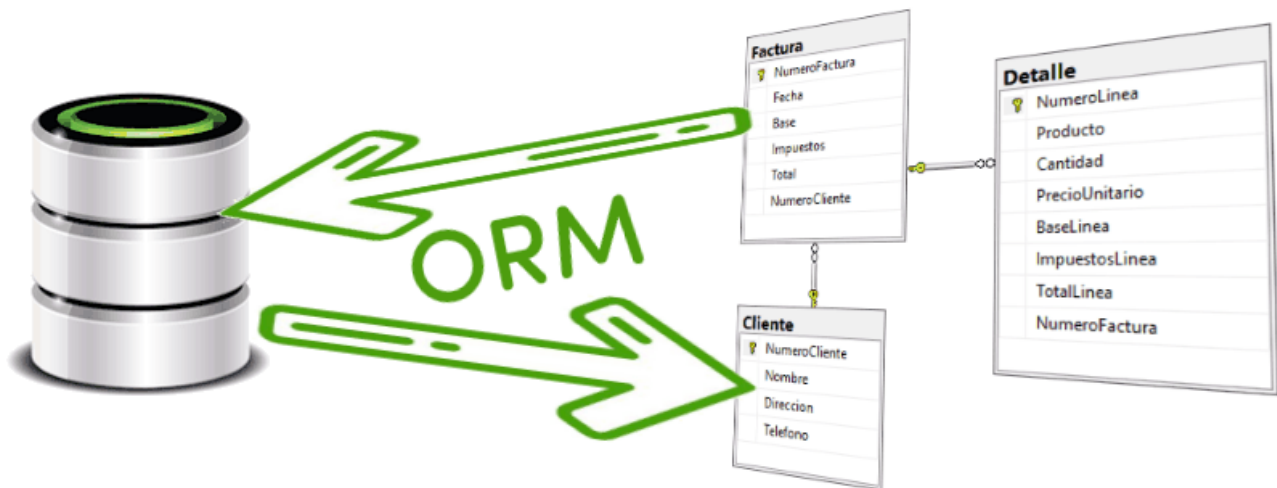 ORM
Factura
NumeroFactura
Fecha
Base
Impuestos
Total
NumeroCliente
Cliente
NumeroCliente
Nombre
Direccion
Telefono
Detalle
NumeroLinea
Producto
Cantidad
PrecioUnitario
BaseLinea
ImpuestosLinea
TotalLinea
NumeroFactura